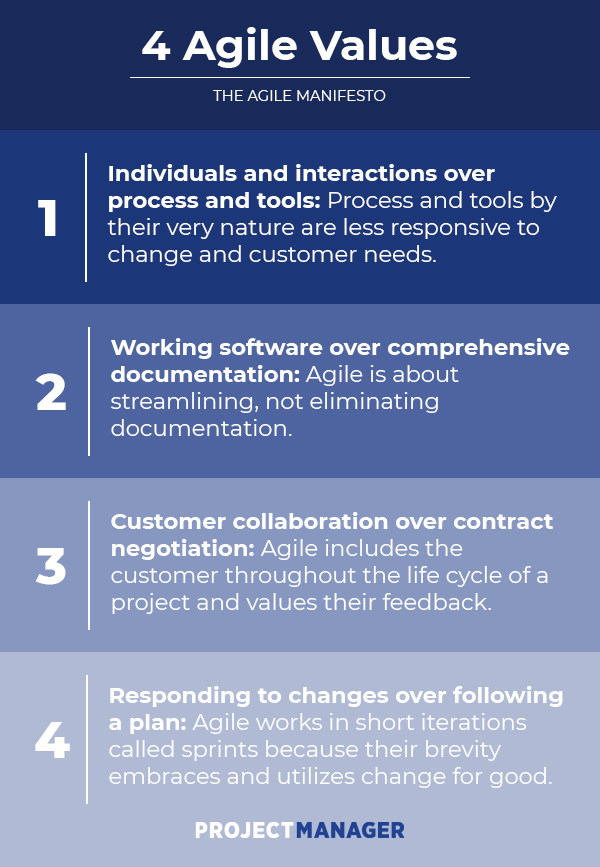 4 Agile Values
THE AGILE MANIFESTO
1
Individuals and interactions over
process and tools: Process and tools by
their very nature are less responsive to
change and customer needs.
2
Working software over comprehensive
documentation: Agile is about
streamlining, not eliminating
documentation.
3
Customer collaboration over contract
negotiation: Agile includes the
customer throughout the life cycle of a
project and values their feedback.
4
Responding to changes over following
a plan: Agile works in short iterations
called sprints because their brevity
embraces and utilizes change for good.
PROJECTMANAGER